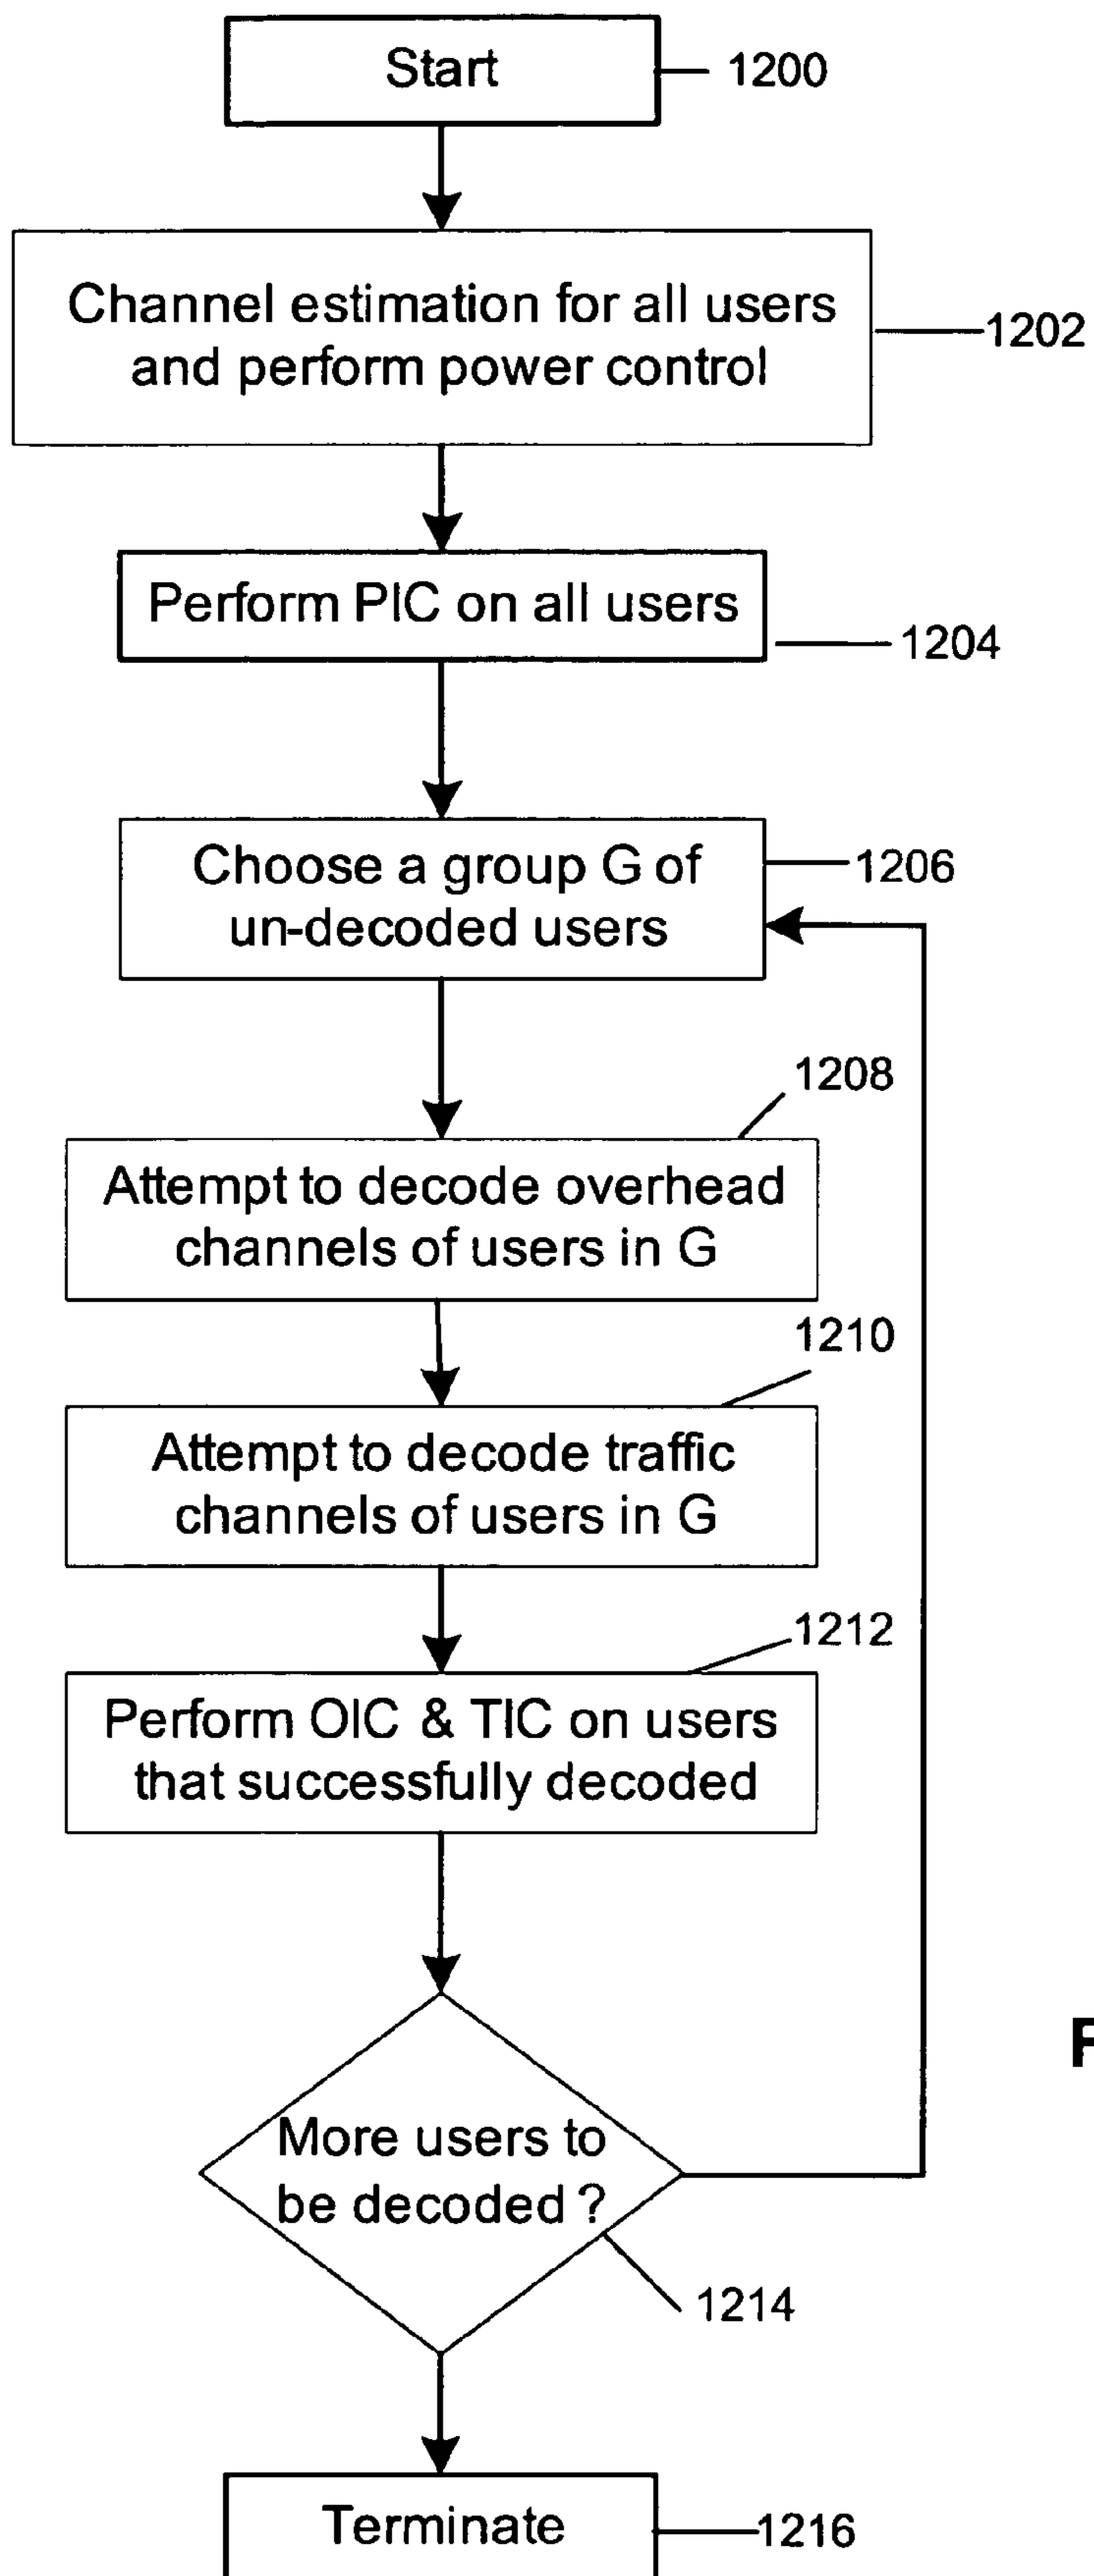 Start
1200
Channel estimation for all users
and perform power control
1202
Perform PIC on all users
1204
Choose a group G of
un-decoded users
1206
1208
Attempt to decode overhead
channels of users in G
1210
Attempt to decode traffic
channels of users in G
1212
Perform OIC & TIC on users
that successfully decoded
F
More users to
be decoded ?
1214
Terminate
1216